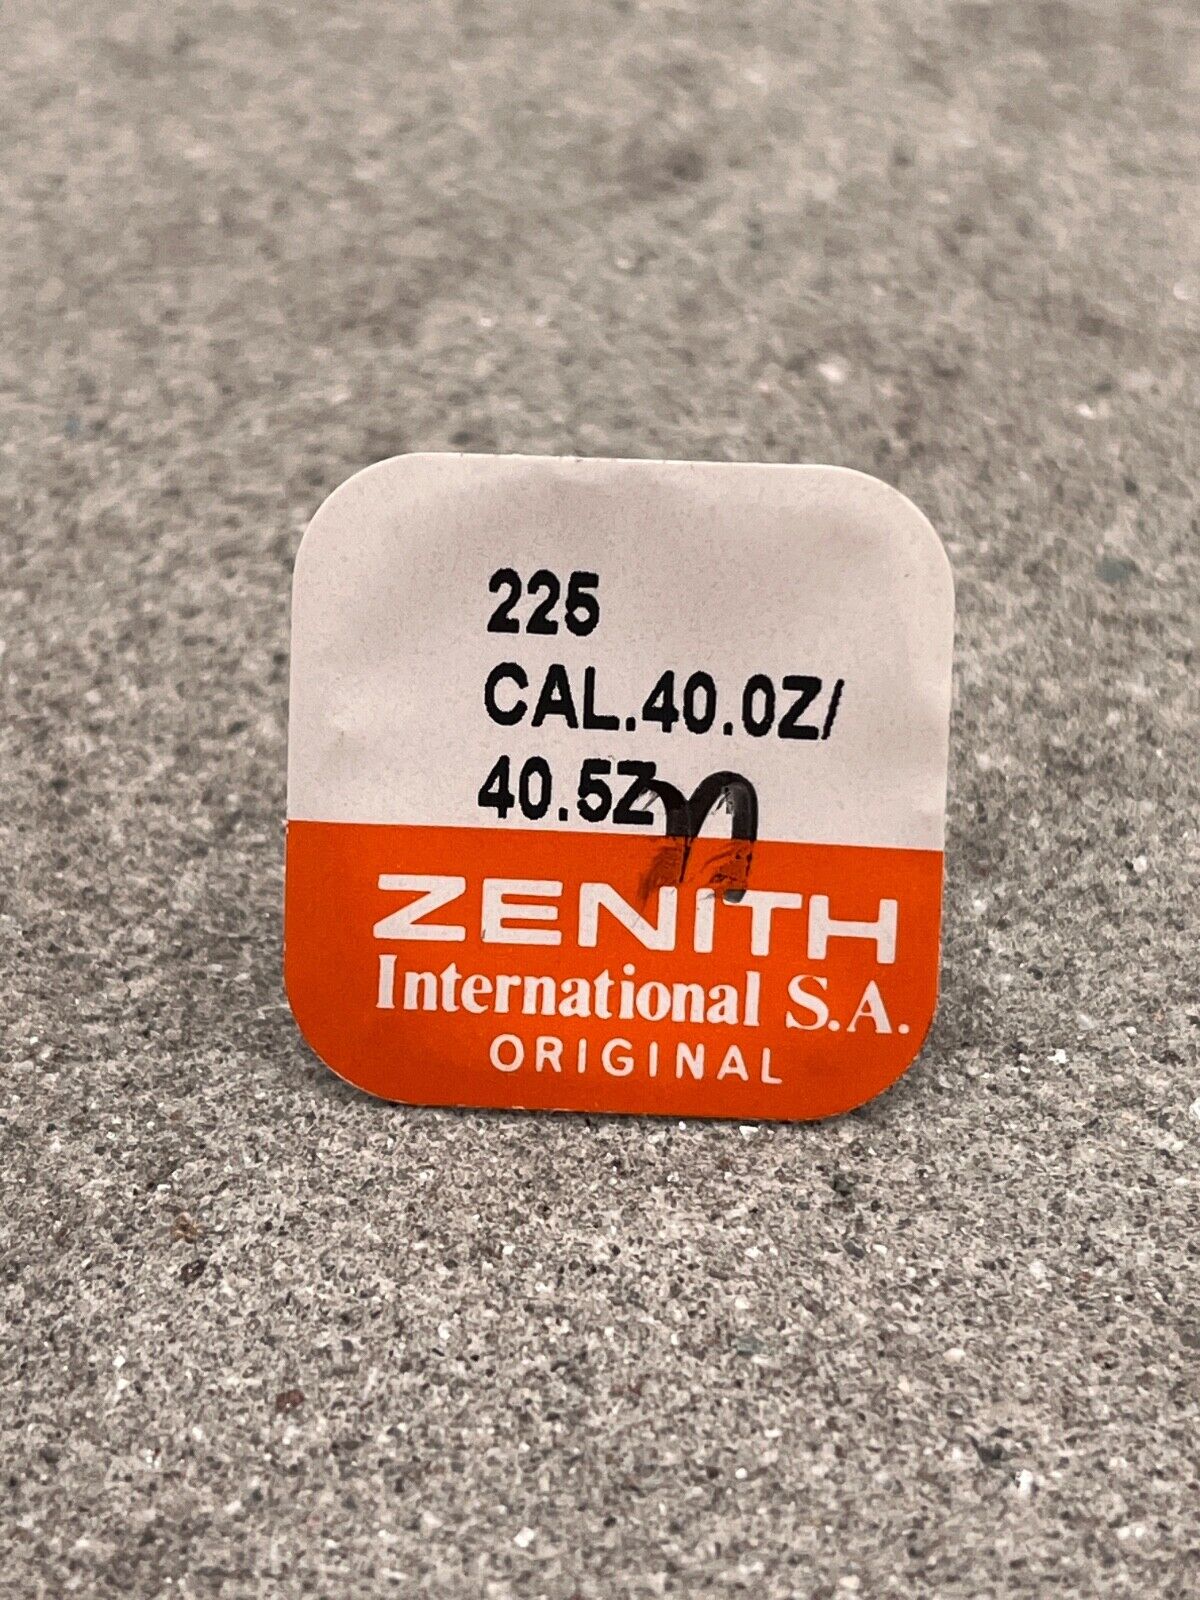 225
CAL.40.0Z/
40.5Z
ZENITH
International S.A.
ORIGINAL